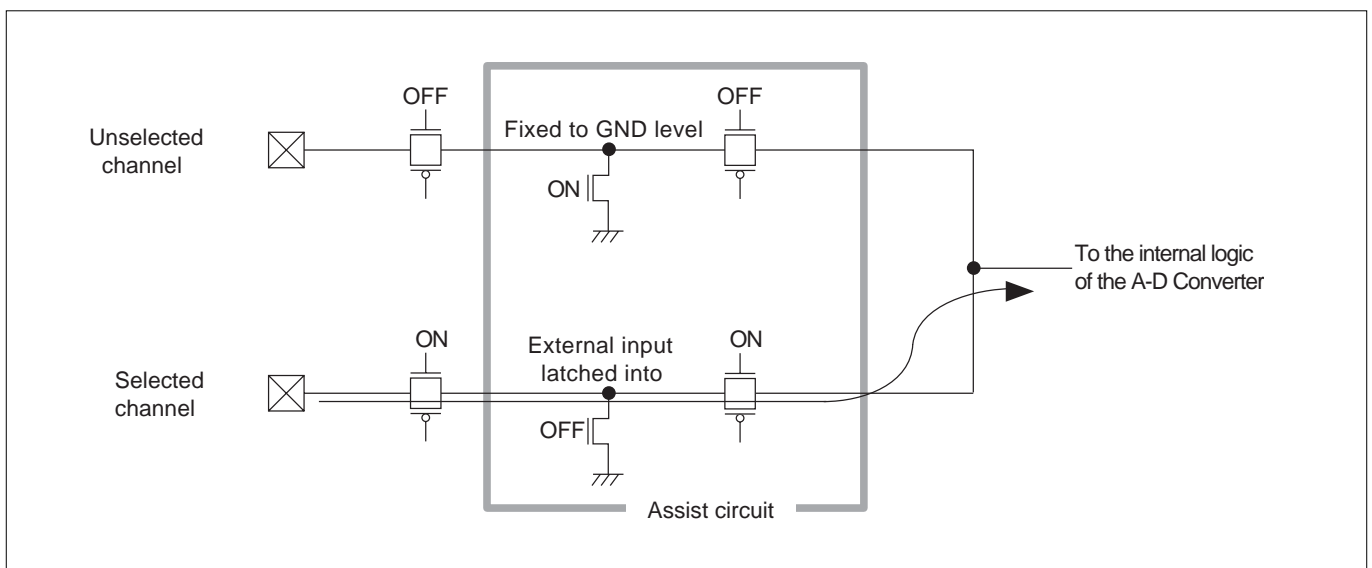 OFF
OFF
Unselected
channel
Fixed to GND level
ON
To the internal logic
of the A-D Converter
ON
ON
External input
latched into
Selected
channel
OFF
Assist circuit